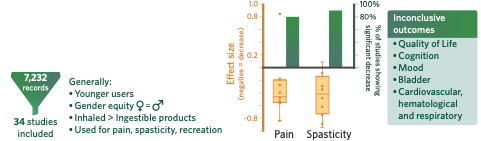 7,232
records
34 studies
included
Generally:
▪ Younger users
▪ Gender equity ♀=♂
▪ Inhaled > Ingestible products
▪ Used for pain, spasticity, recreation
Effect size
(negative = decrease)
1.0
0.2
-0.8
Pain
Spasticity
100%
80%
% of studies showing
significant decrease
Inconclusive
outcomes
▪ Quality of Life
▪ Cognition
▪ Mood
▪ Bladder
▪ Cardiovascular,
hematological
and respiratory